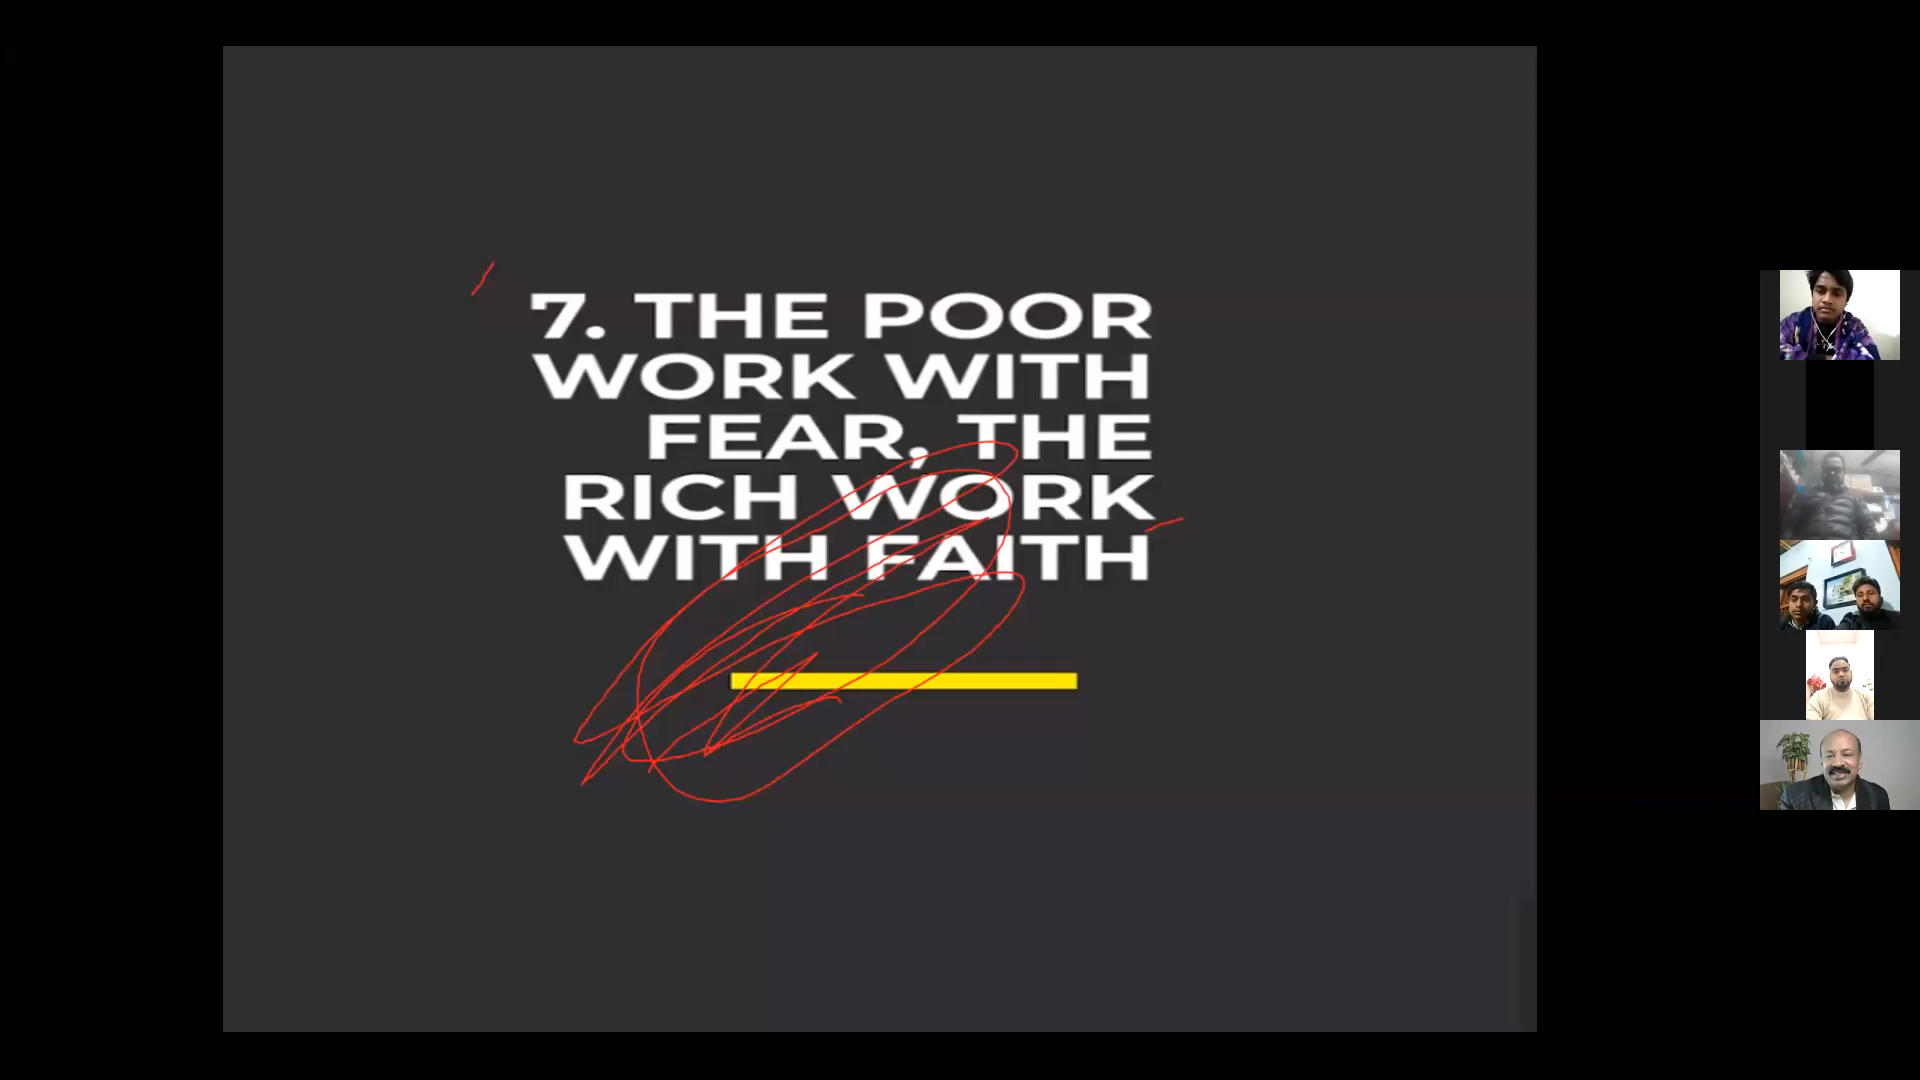 7. THE POOR
WORK WITH
FEAR, THE
RICH WORK
WITH FAITH